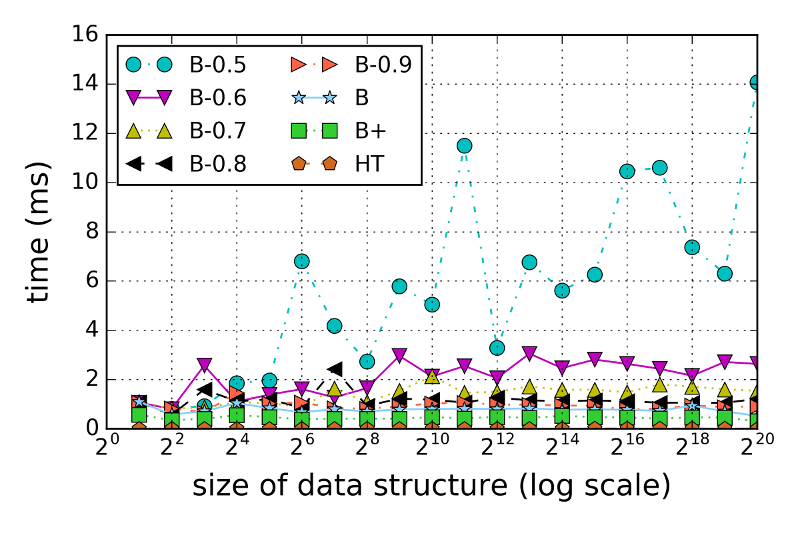 16
14
12
10
8
6
4
2
0
time (ms)
B-0.5
B-0.6
B-0.7
B-0.8
B-0.9
B
B+
HT
2^0 2^2 2^4 2^6 2^8 2^10 2^12 2^14 2^16 2^18 2^20
size of data structure (log scale)